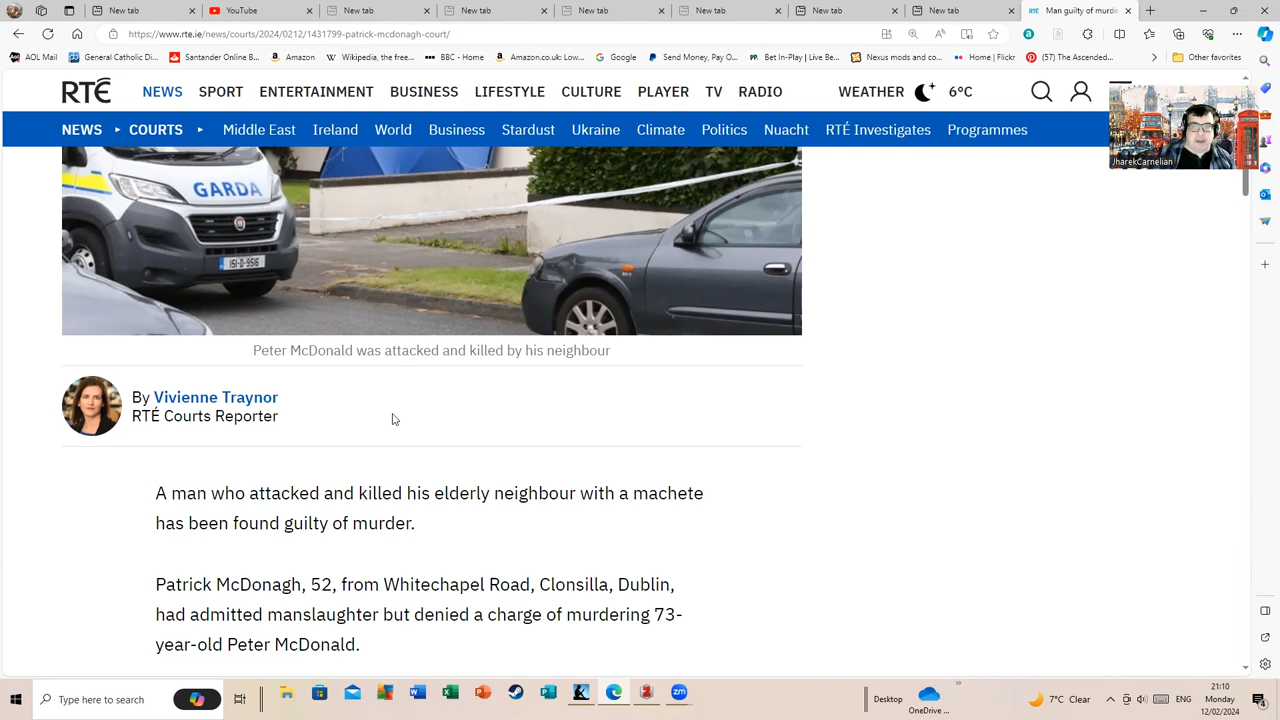 New tab
YouTube
New tab
New tab
New tab
New tab
New tab
New tab
RTÉ Man guilty of murde
https://www.rte.ie/news/courts/2024/0212/1431799-patrick-mcdonagh-court/
AOL Mail
General Catholic Di...
Santander Online B...
Amazon
Wikipedia, the free...
BBC - Home
Amazon.co.uk: Low...
Google
Send Money, Pay O...
Bet In-Play | Live Be...
Nexus mods and co...
Home | Flickr
(57) The Ascended...
Other favorites
RTÉ NEWS SPORT ENTERTAINMENT BUSINESS LIFESTYLE CULTURE PLAYER TV RADIO WEATHER 6°C
NEWS COURTS Middle East Ireland World Business Stardust Ukraine Climate Politics Nuacht RTÉ Investigates Programmes
JharekCarnelian
GARDA
151-D-9916
Peter McDonald was attacked and killed by his neighbour
By Vivienne Traynor
RTÉ Courts Reporter
A man who attacked and killed his elderly neighbour with a machete
has been found guilty of murder.
Patrick McDonagh, 52, from Whitechapel Road, Clonsilla, Dublin,
had admitted manslaughter but denied a charge of murdering 73-
year-old Peter McDonald.
Type here to search
Desktop
OneDrive ...
7°C Clear
ENG
21:10
Monday
12/02/2024